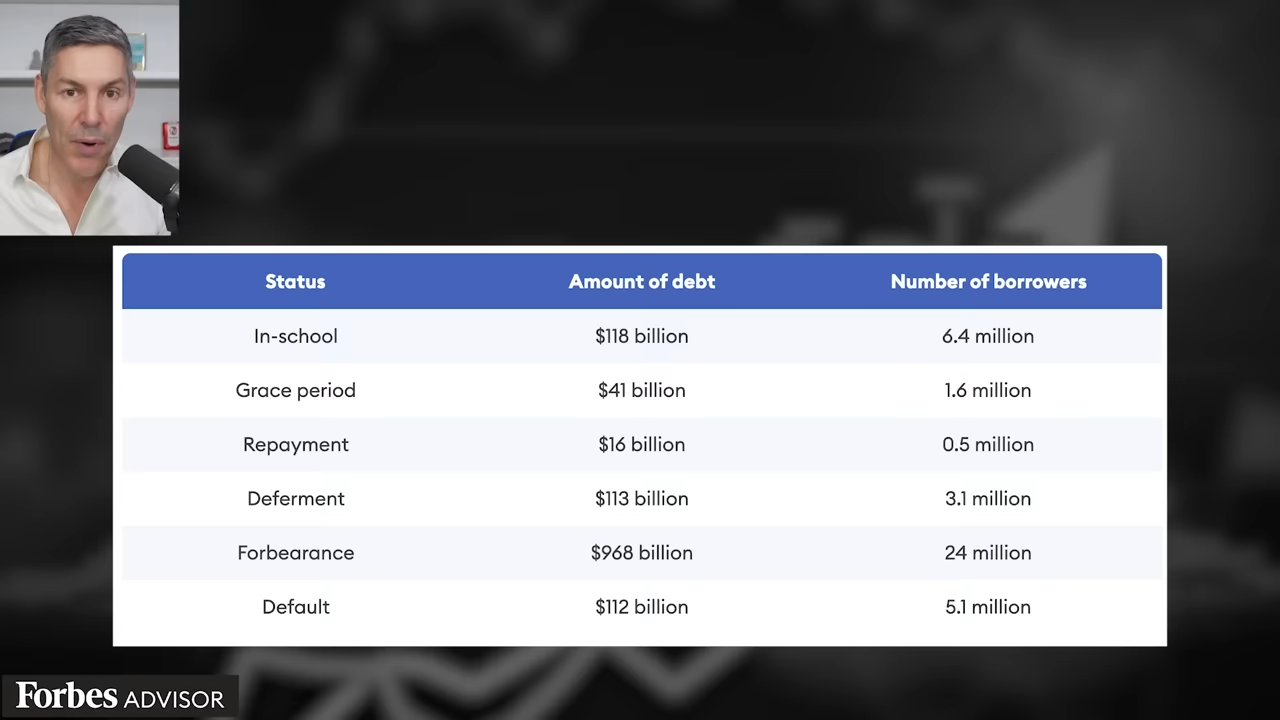 Status Amount of debt Number of borrowers
In-school $118 billion 6.4 million
Grace period $41 billion 1.6 million
Repayment $16 billion 0.5 million
Deferment $113 billion 3.1 million
Forbearance $968 billion 24 million
Default $112 billion 5.1 million
Forbes ADVISOR